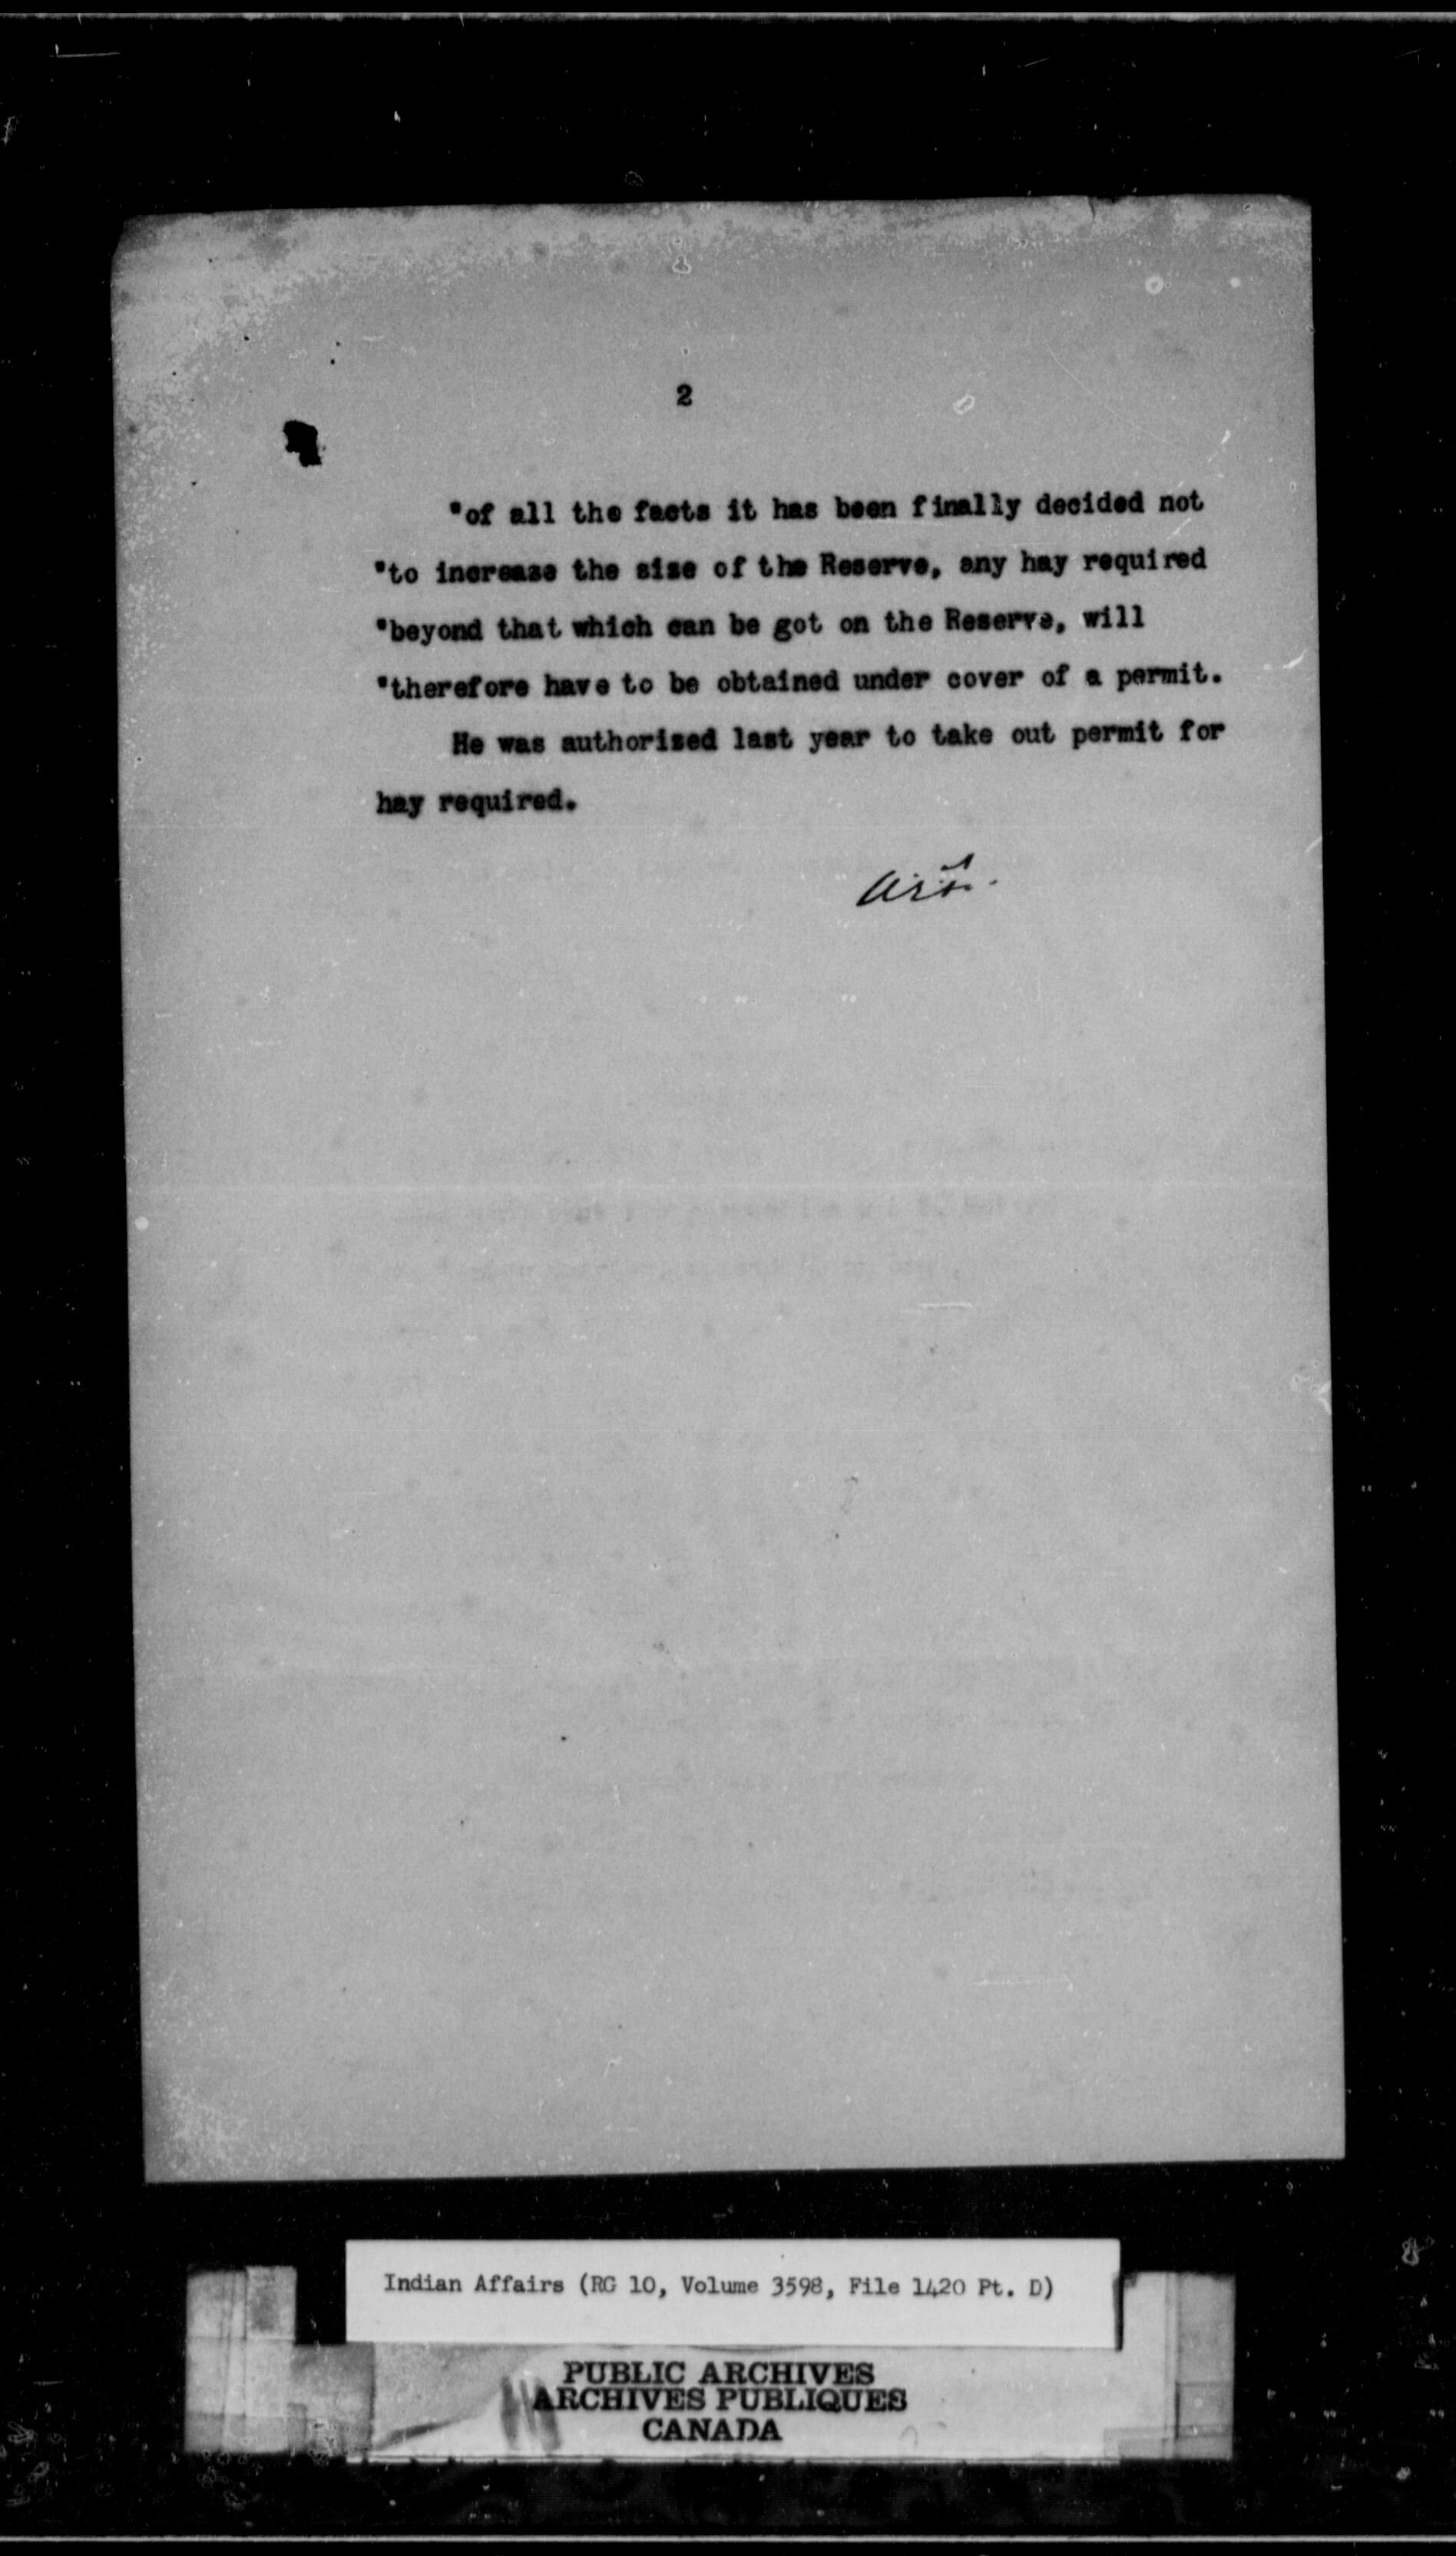 2
"of all the facts it has been finally decided not
"to increase the size of the Reserve, any hay required
"beyond that which can be got on the Reserve, will
"therefore have to be obtained under cover of a permit.
He was authorized last year to take out permit for
hay required.
Indian Affairs (RG 10, Volume 3598, File 1420 Pt. D)
PUBLIC ARCHIVES
ARCHIVES PUBLIQUES
CANADA